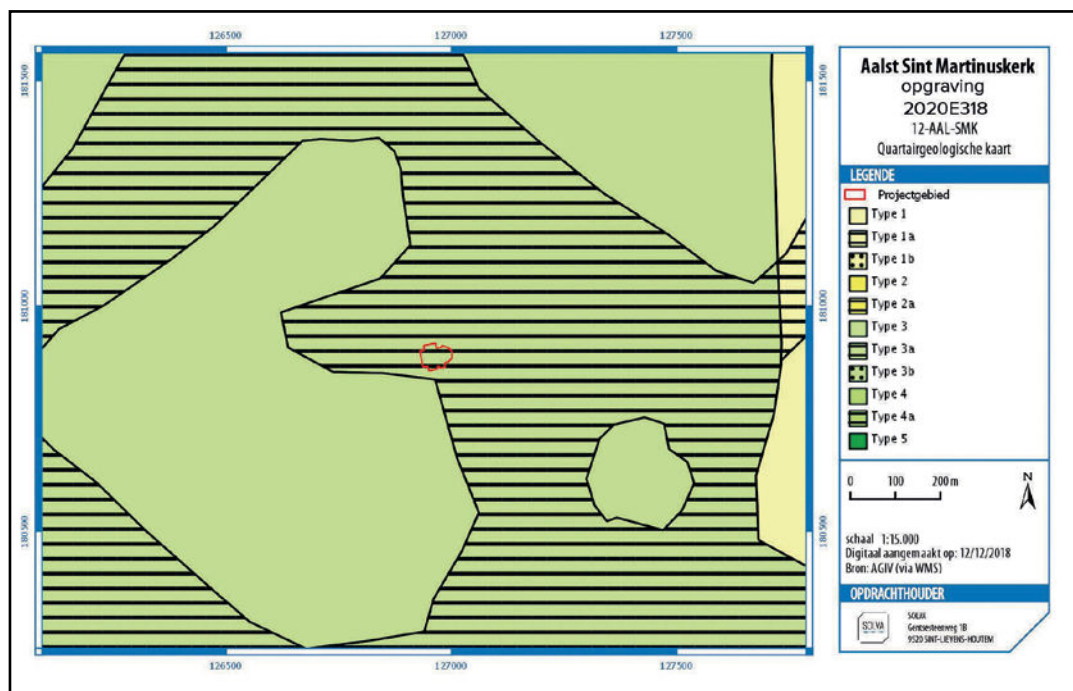 126500
127000
127500
181500
181000
180500
181500
181000
180500
126500
127000
127500
Aalst Sint Martinuskerk
opgraving
2020E318
12-AAL-SMK
Quartairgeologische kaart
LEGENDE
Projectgebied
Type 1
Type 1a
Type 1b
Type 2
Type 2a
Type 3
Type 3a
Type 3b
Type 4
Type 4a
Type 5
0 100 200 m
N
schaal 1:15.000
Digitaal aangemaakt op: 12/12/2018
Bron: AGIV (via WMS)
OPDRACHTHOUDER
SOLVA
SOLVA
Gentsesteenweg 1B
9520 SINT-LIEVENS-HOUTEM